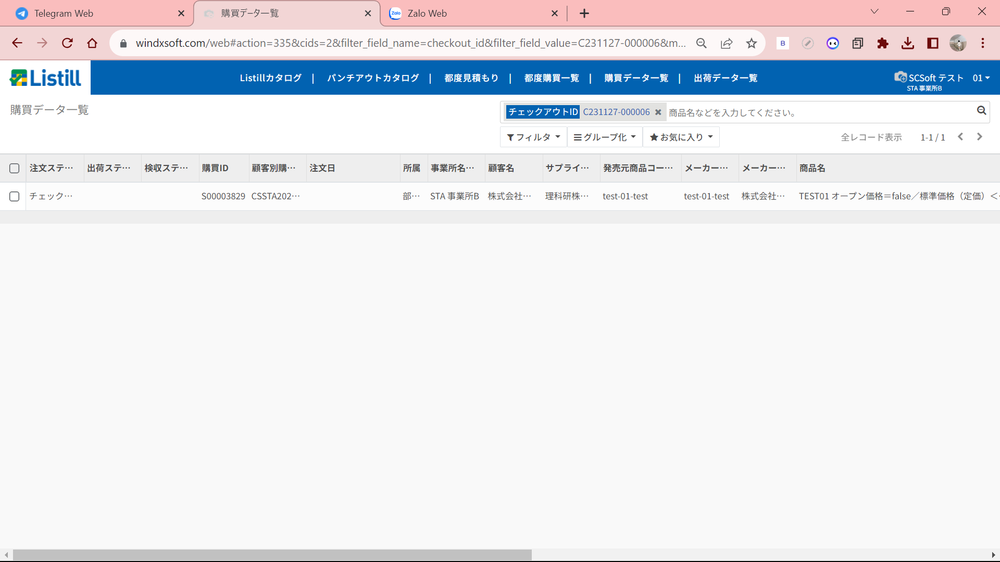 Telegram Web
購買データ一覧
Zalo
Zalo Web
windxsoft.com/web#action=335&cids=2&filter_field_name=checkout_id&filter_field_value=C231127-000006&m...
B
Listill
Listillカタログ | パンチアウトカタログ | 都度見積もり | 都度購買一覧 | 購買データ一覧 | 出荷データ一覧
SCSoft テスト 01
STA 事業所B
購買データ一覧
チェックアウトID C231127-000006 商品名などを入力してください。
フィルタ グループ化 お気に入り 全レコード表示 1-1 / 1
注文ステ… 出荷ステ… 検収ステ… 購買ID 顧客別購… 注文日 所属 事業所名… 顧客名 サプライ… 発売元商品コー… メーカー… メーカー… 商品名
チェック… S00003829 CSSTA202… 部… STA 事業所B 株式会社… 理科研株… test-01-test test-01-test 株式会社… TEST01 オープン価格＝false／標準価格（定価）＜